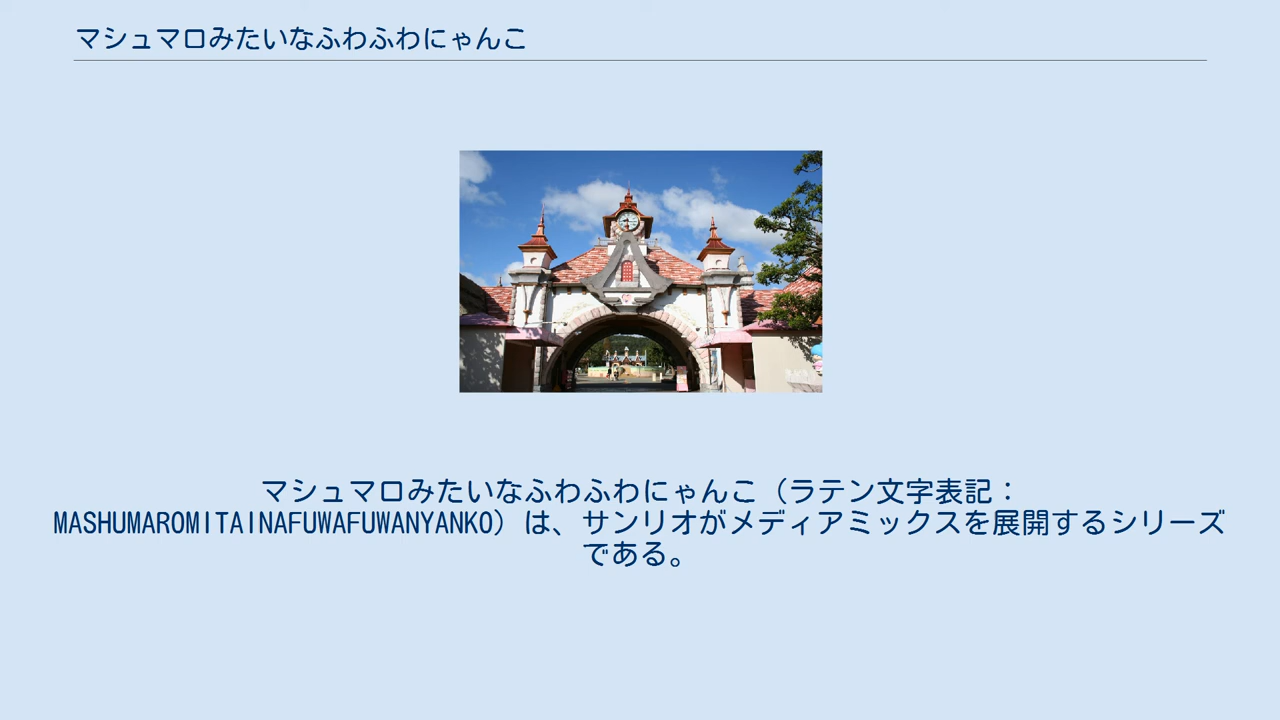 マシュマロみたいなふわふわにゃんこ
マシュマロみたいなふわふわにゃんこ（ラテン文字表記：
MASHUMAROMITAINAFUWAFUWANYANKO）は、サンリオがメディアミックスを展開するシリーズ
である。